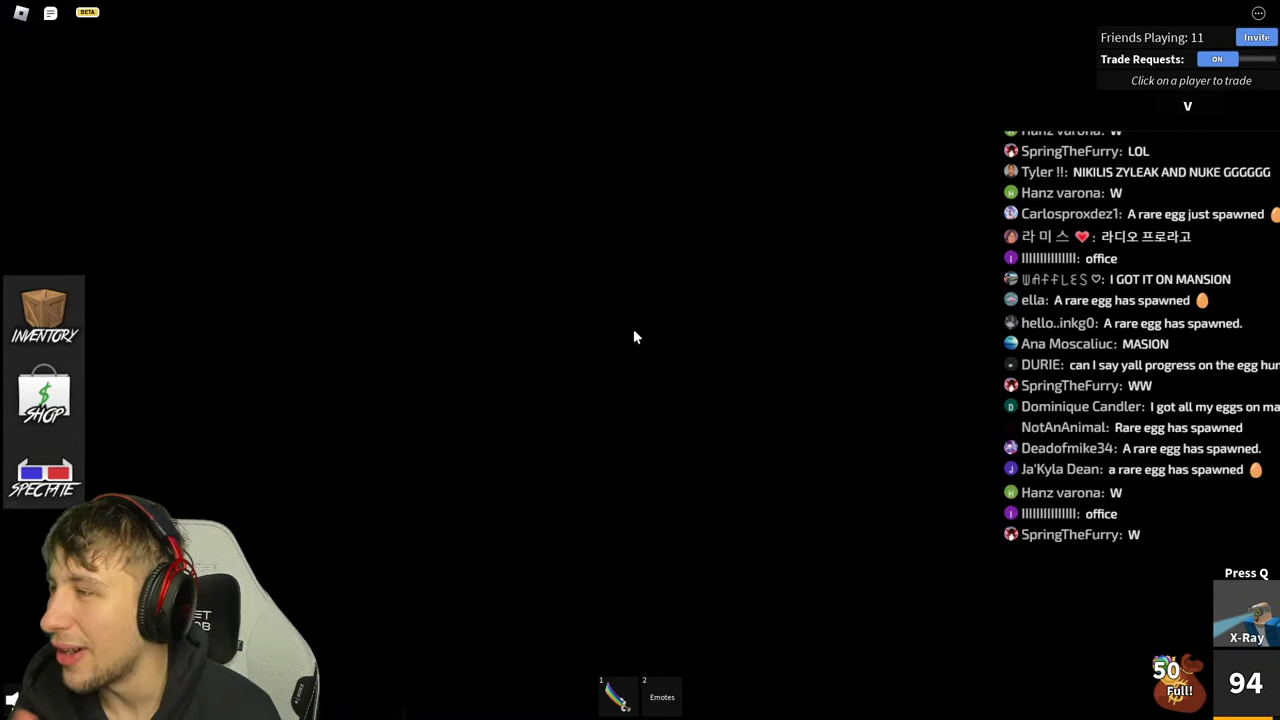 BETA
Friends Playing: 11
Invite
Trade Requests:
ON
Click on a player to trade
V
Hanz varona: W
SpringTheFurry: LOL
Tyler !!: NIKILIS ZYLEAK AND NUKE GGGGGG
Hanz varona: W
Carlosproxdez1: A rare egg just spawned
라 미 스 ❤️: 라디오 프로라고
office
I GOT IT ON MANSION
ella: A rare egg has spawned 🥚
hello..inkg0: A rare egg has spawned.
Ana Moscaliuc: MASION
DURIE: can I say yall progress on the egg hun
SpringTheFurry: WW
Dominique Candler: I got all my eggs on ma
NotAnAnimal: Rare egg has spawned
Deadofmike34: A rare egg has spawned.
Ja'Kyla Dean: a rare egg has spawned 🥚
Hanz varona: W
office
SpringTheFurry: W
INVENTORY
$
SHOP
SPECTATE
Press Q
X-Ray
50
Full!
94
1
2
Emotes